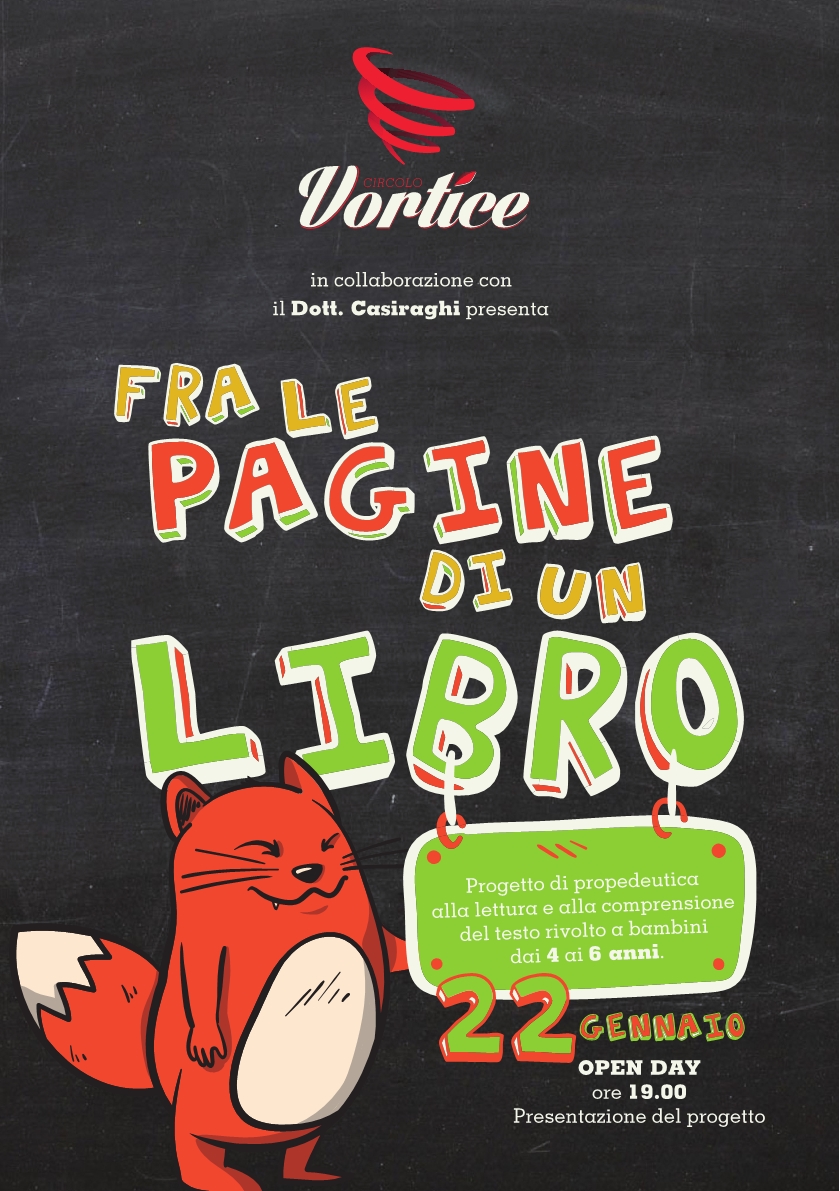 CIRCOLO
Vortice
in collaborazione con
il Dott. Casiraghi presenta
FRA LE
PAGINE
DI UN
LIBRO
Progetto di propedeutica
alla lettura e alla comprensione
del testo rivolto a bambini
dai 4 ai 6 anni.
22 GENNAIO
OPEN DAY
ore 19.00
Presentazione del progetto